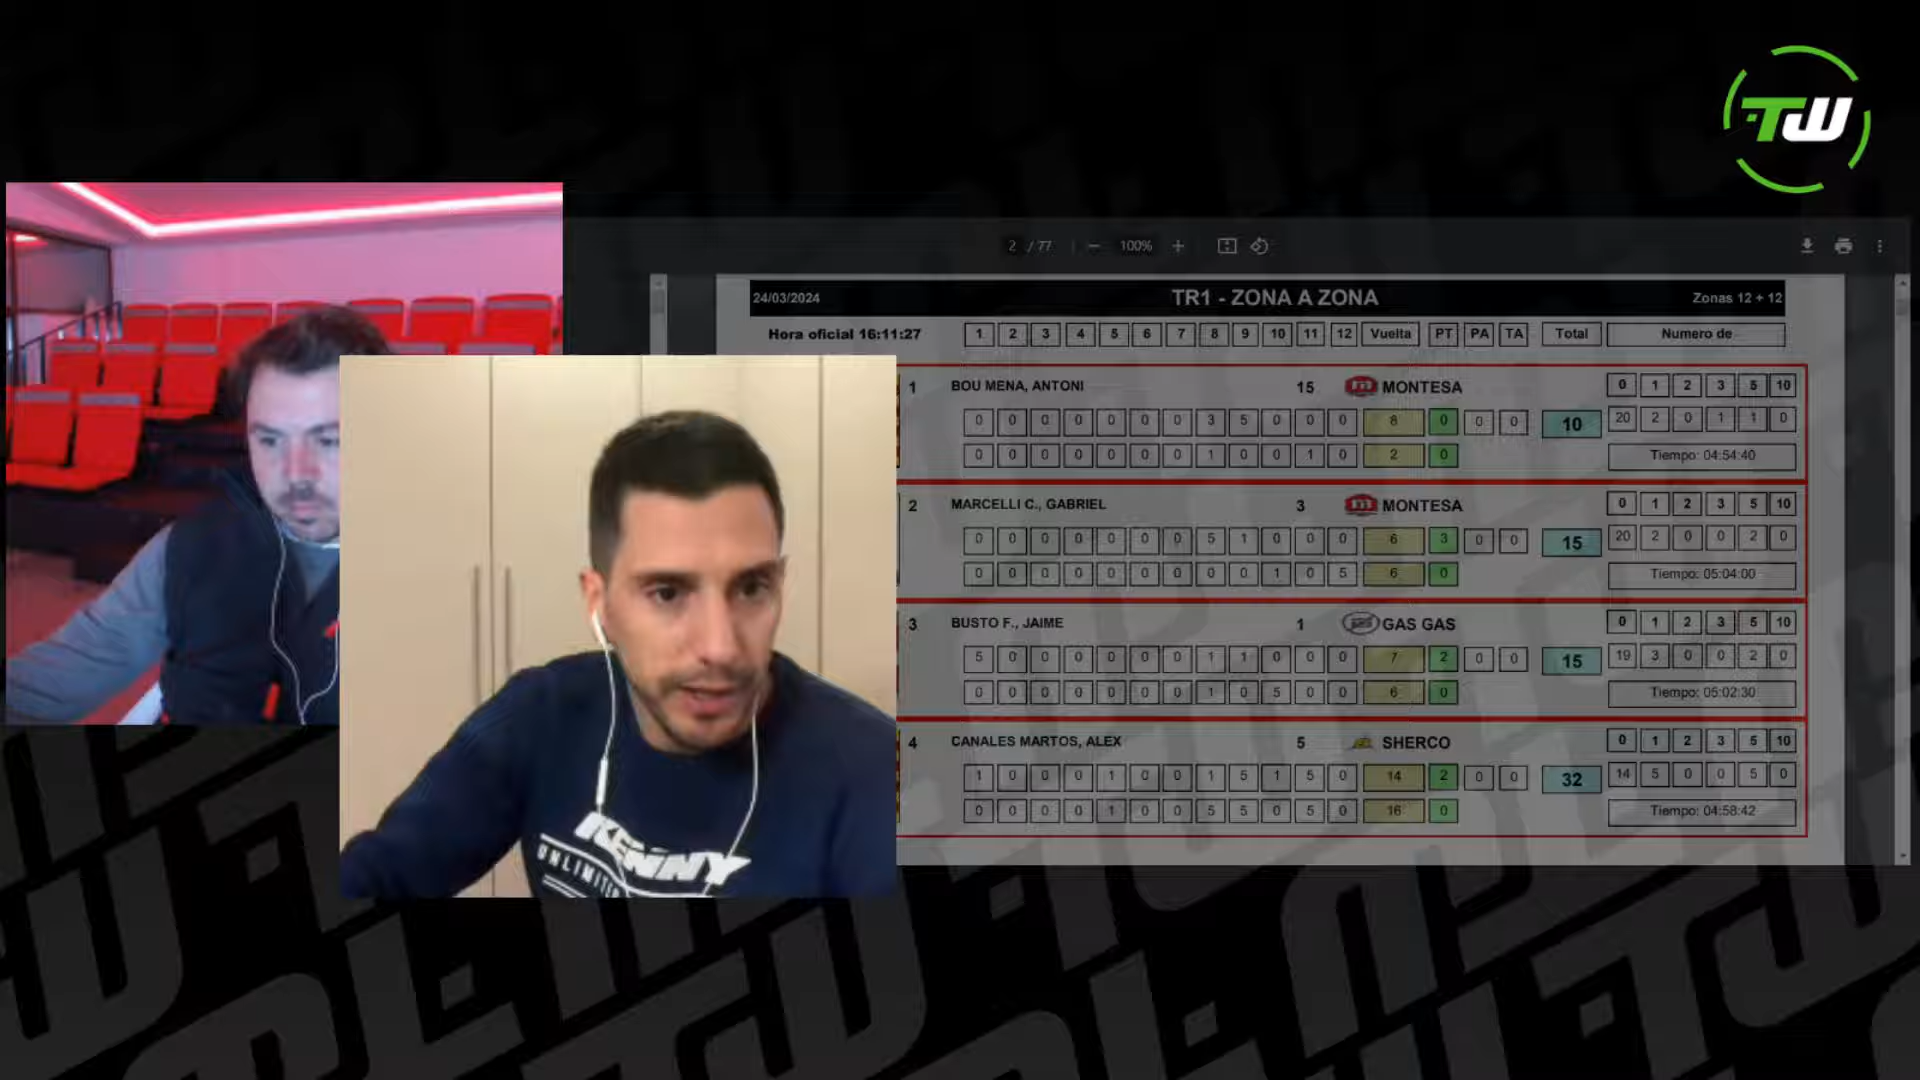 TW
2 / 77 100%
24/03/2024 TR1 - ZONA A ZONA Zonas 12 + 12
Hora oficial 16:11:27 1 2 3 4 5 6 7 8 9 10 11 12 Vuelta PT PA TA Total Numero de
1 BOU MENA, ANTONI 15 MONTESA 0 1 2 3 5 10
0 0 0 0 0 0 0 3 5 0 0 0 8 0 0 0 10 20 2 0 1 1 0
0 0 0 0 0 0 0 1 0 0 1 0 2 0 Tiempo: 04:54:40
2 MARCELLI C., GABRIEL 3 MONTESA 0 1 2 3 5 10
0 0 0 0 0 0 0 5 1 0 0 0 6 3 0 0 15 20 2 0 0 2 0
0 0 0 0 0 0 0 0 0 1 0 5 6 0 Tiempo: 05:04:00
3 BUSTO F., JAIME 1 GAS GAS 0 1 2 3 5 10
5 0 0 0 0 0 0 1 1 0 0 0 7 2 0 0 15 19 3 0 0 2 0
0 0 0 0 0 0 0 1 0 5 0 0 6 0 Tiempo: 05:02:30
4 CANALES MARTOS, ALEX 5 SHERCO 0 1 2 3 5 10
1 0 0 0 1 0 0 1 5 1 5 0 14 2 0 0 32 14 5 0 0 5 0
0 0 0 0 1 0 0 5 5 0 5 0 16 0 Tiempo: 04:58:42
KENNY
UNLIMITED